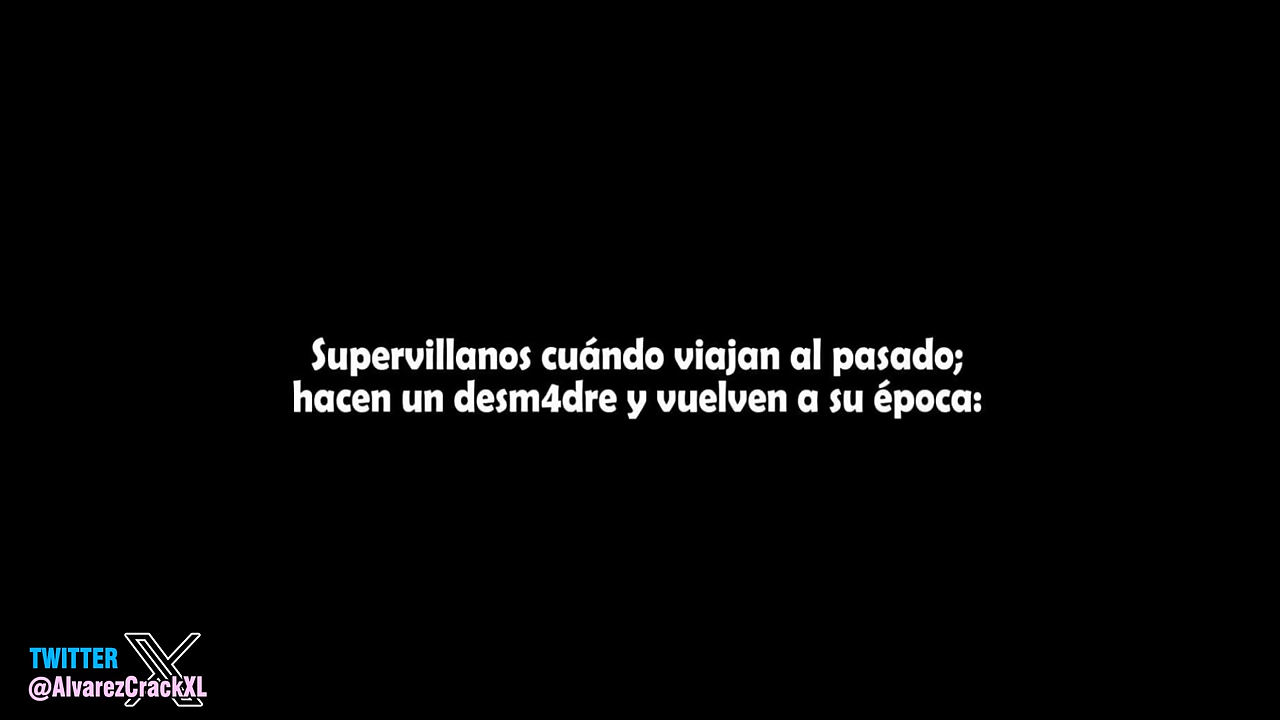 Supervillanos cuándo viajan al pasado;
hacen un desm4dre y vuelven a su época:
TWITTER X
@AlvarezCrackXL